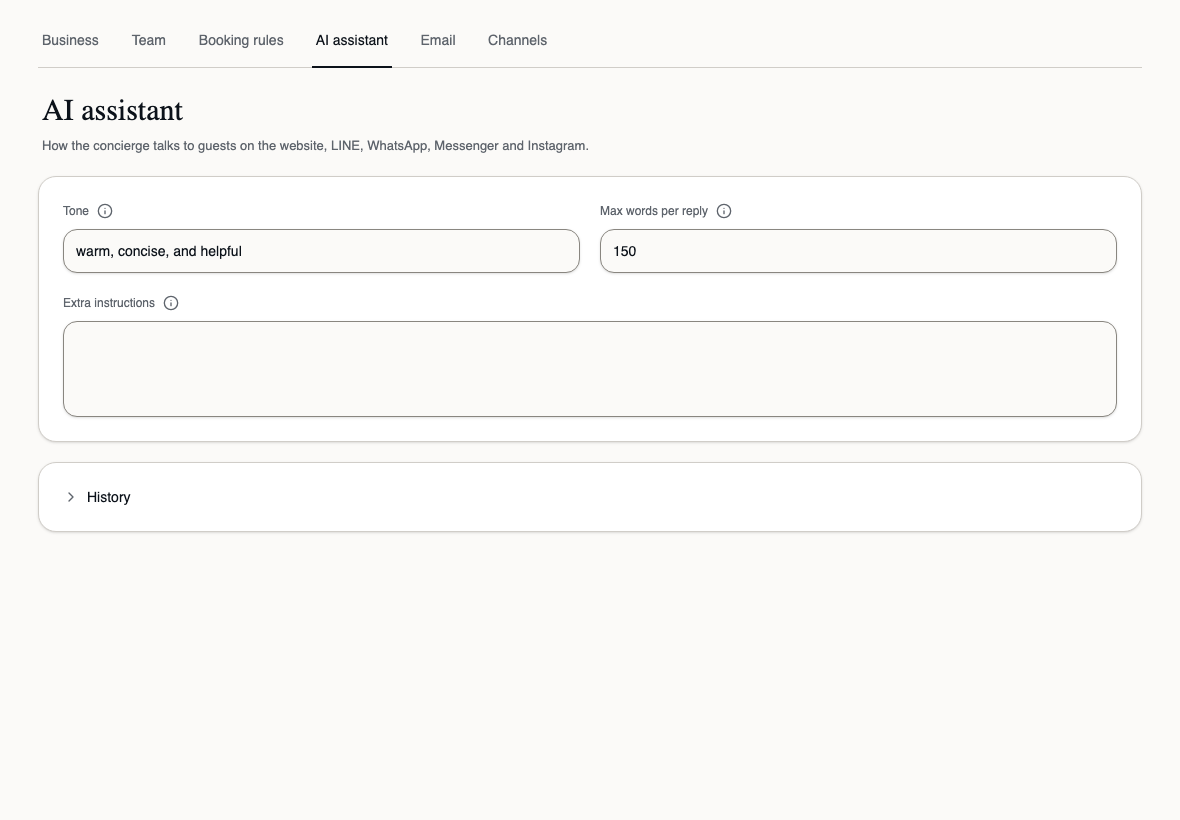 Business Team Booking rules AI assistant Email Channels
AI assistant
How the concierge talks to guests on the website, LINE, WhatsApp, Messenger and Instagram.
Tone Max words per reply
warm, concise, and helpful 150
Extra instructions
History